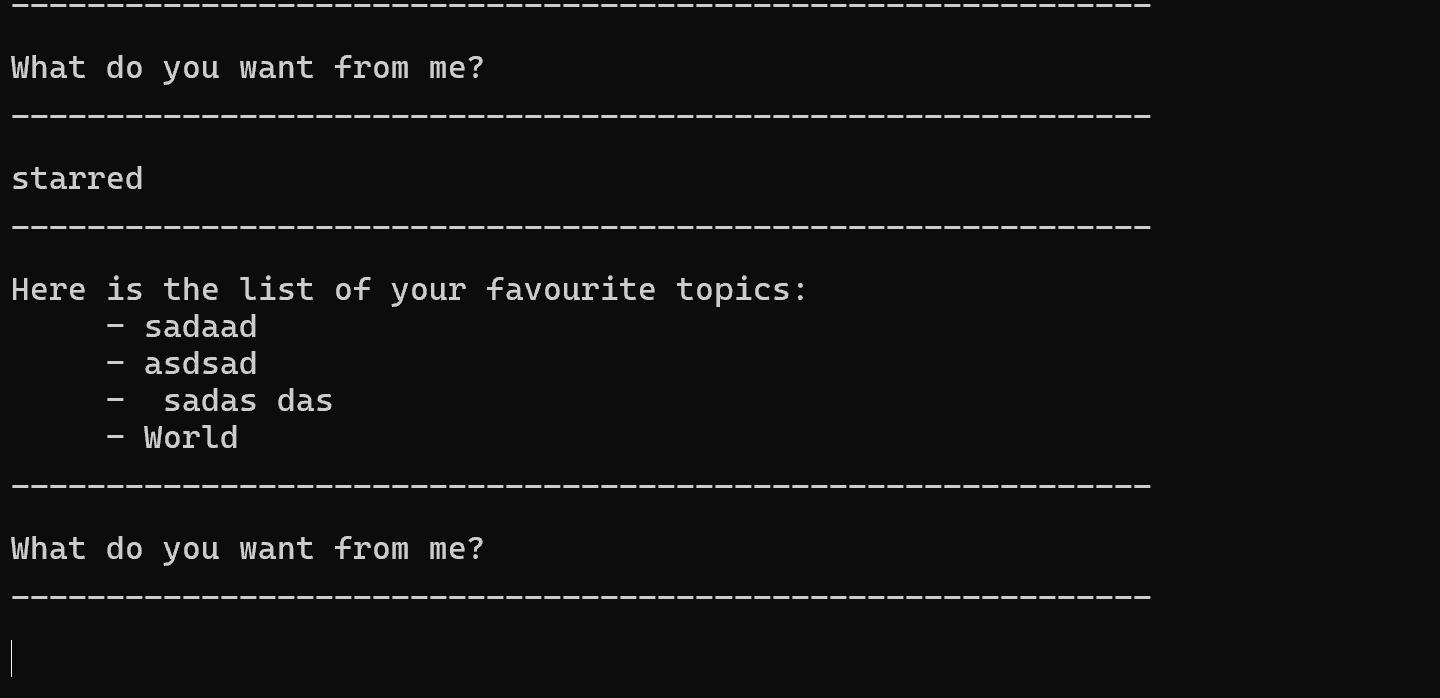 ------------------------------------------------------------
What do you want from me?
------------------------------------------------------------
starred
------------------------------------------------------------
Here is the list of your favourite topics:
     - sadaad
     - asdsad
     -  sadas das
     - World
------------------------------------------------------------
What do you want from me?
------------------------------------------------------------